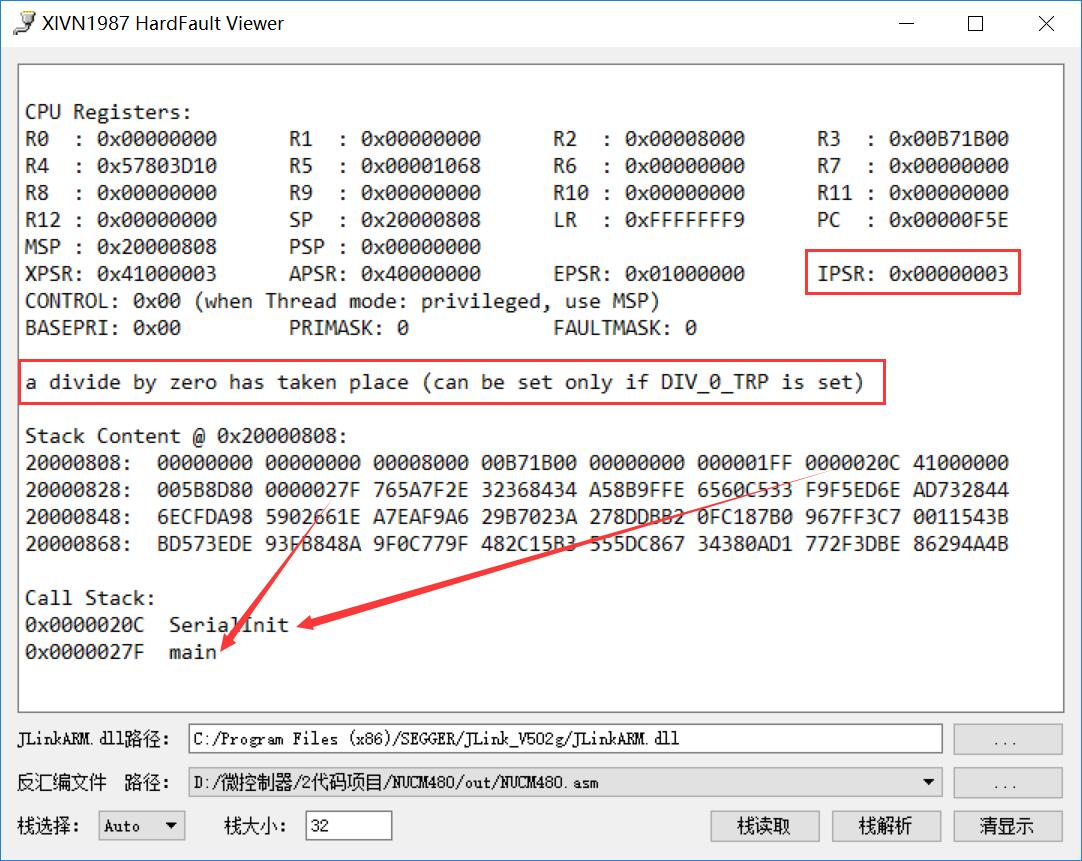 XIVN1987 HardFault Viewer
CPU Registers:
R0 : 0x00000000 R1 : 0x00000000 R2 : 0x00008000 R3 : 0x00B71B00
R4 : 0x57803D10 R5 : 0x00001068 R6 : 0x00000000 R7 : 0x00000000
R8 : 0x00000000 R9 : 0x00000000 R10 : 0x00000000 R11 : 0x00000000
R12 : 0x00000000 SP : 0x20000808 LR : 0xFFFFFFF9 PC : 0x00000F5E
MSP : 0x20000808 PSP : 0x00000000
XPSR: 0x41000003 APSR: 0x40000000 EPSR: 0x01000000 IPSR: 0x00000003
CONTROL: 0x00 (when Thread mode: privileged, use MSP)
BASEPRI: 0x00 PRIMASK: 0 FAULTMASK: 0
a divide by zero has taken place (can be set only if DIV_0_TRP is set)
Stack Content @ 0x20000808:
20000808: 00000000 00000000 00008000 00B71B00 00000000 000001FF 0000020C 41000000
20000828: 005B8D80 0000027F 765A7F2E 32368434 A58B9FFE 6560C533 F9F5ED6E AD732844
20000848: 6ECFDA98 5902661E A7EAF9A6 29B7023A 278DDBB2 0FC187B0 967FF3C7 0011543B
20000868: BD573EDE 93FB848A 9F0C779F 482C15B3 555DC867 34380AD1 772F3DBE 86294A4B
Call Stack:
0x0000020C SerialInit
0x0000027F main
JLinkARM.dll路径: C:/Program Files (x86)/SEGGER/JLink_V502g/JLinkARM.dll ...
反汇编文件 路径: D:/微控制器/2代码项目/NUCM480/out/NUCM480.asm ...
栈选择: Auto 栈大小: 32 栈读取 栈解析 清显示